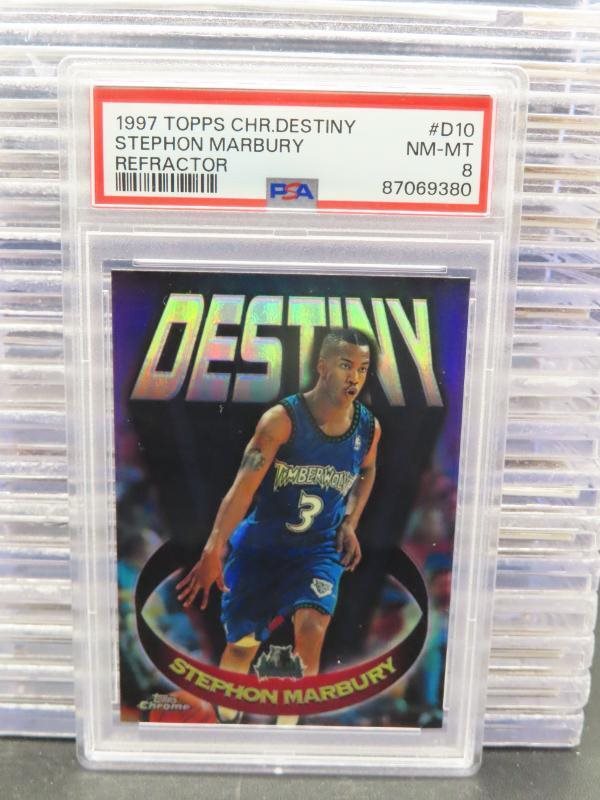 1997 TOPPS CHR.DESTINY #D10
STEPHON MARBURY NM-MT
REFRACTOR 8
PSA 87069380
DESTINY
TIMBERWOLVES
3
STEPHON MARBURY
Topps
Chrome